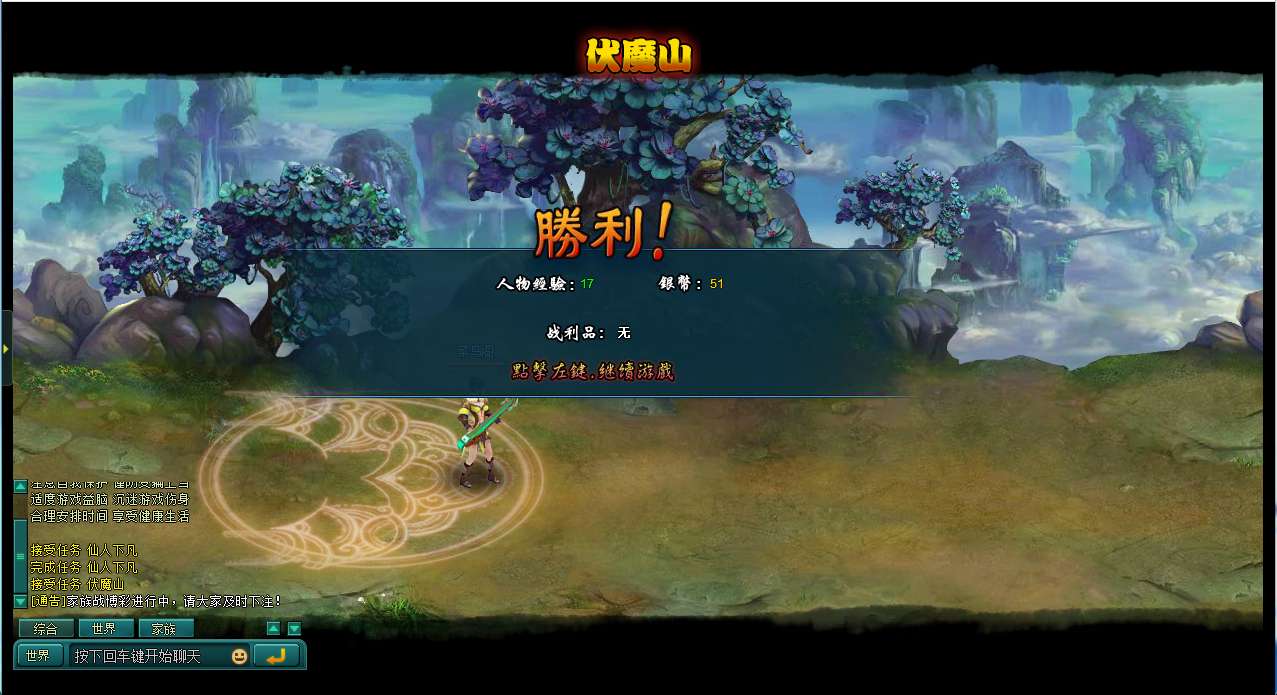 伏魔山
勝利!
人物經驗：17 銀幣：51
战利品： 无
點擊左鍵,继續游戲
适度游戏益脑 沉迷游戏伤身
合理安排时间 享受健康生活
接受任务 仙人下凡
完成任务 仙人下凡
接受任务 伏魔山
[通告]家族战博彩进行中，请大家及时下注!
综合 世界 家族
世界 按下回车键开始聊天